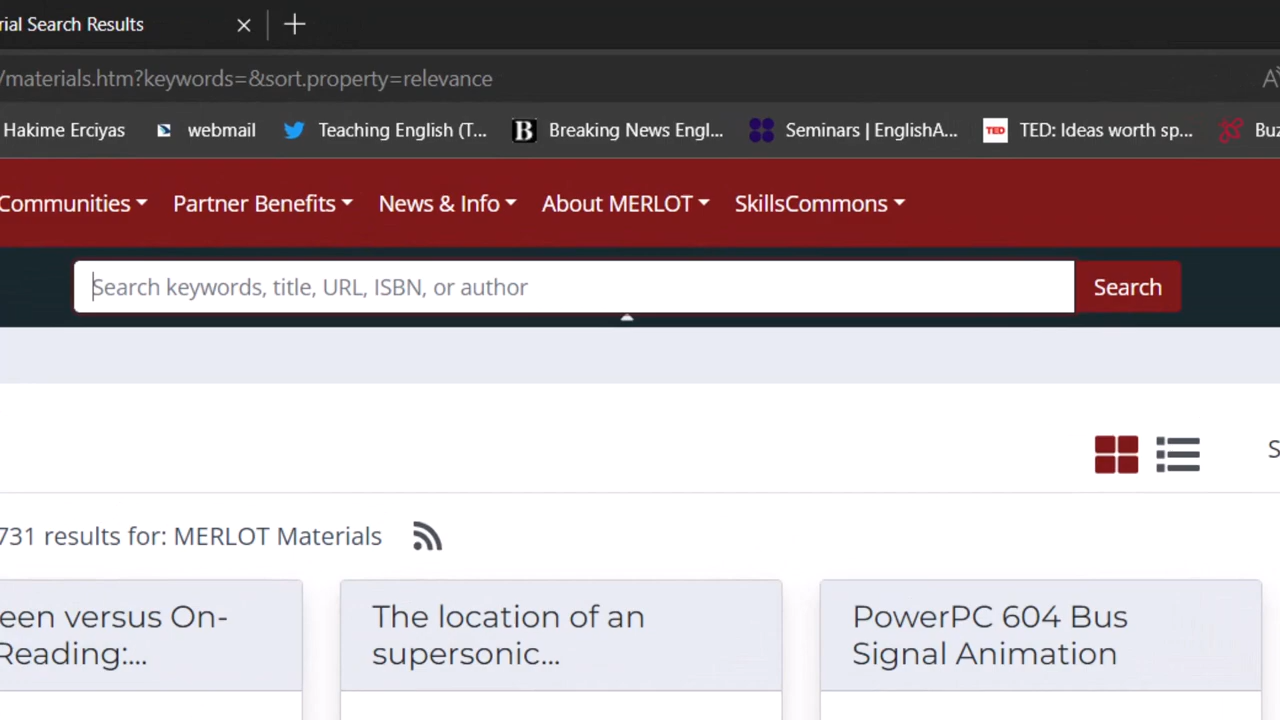 rial Search Results
/materials.htm?keywords=&sort.property=relevance
Hakime Erciyas webmail Teaching English (T... B Breaking News Engl... Seminars | EnglishA... TED TED: Ideas worth sp... Buz
Communities Partner Benefits News & Info About MERLOT SkillsCommons
Search keywords, title, URL, ISBN, or author Search
S
731 results for: MERLOT Materials
een versus On-
Reading:...
The location of an
supersonic...
PowerPC 604 Bus
Signal Animation